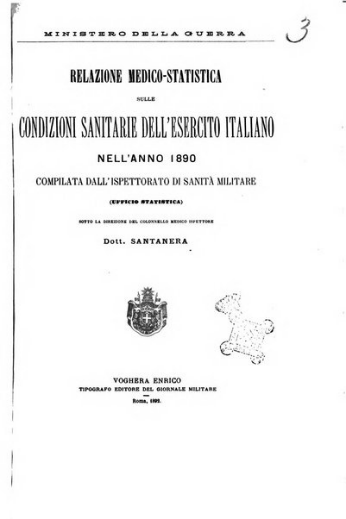 MINISTERO DELLA GUERRA
3
RELAZIONE MEDICO-STATISTICA
SULLE
CONDIZIONI SANITARIE DELL'ESERCITO ITALIANO
NELL'ANNO 1890
COMPILATA DALL'ISPETTORATO DI SANITÀ MILITARE
(UFFICIO STATISTICA)
SOTTO LA DIREZIONE DEL COLONNELLO MEDICO ISPETTORE
Dott. SANTANERA
VOGHERA ENRICO
TIPOGRAFO EDITORE DEL GIORNALE MILITARE
Roma, 1892.